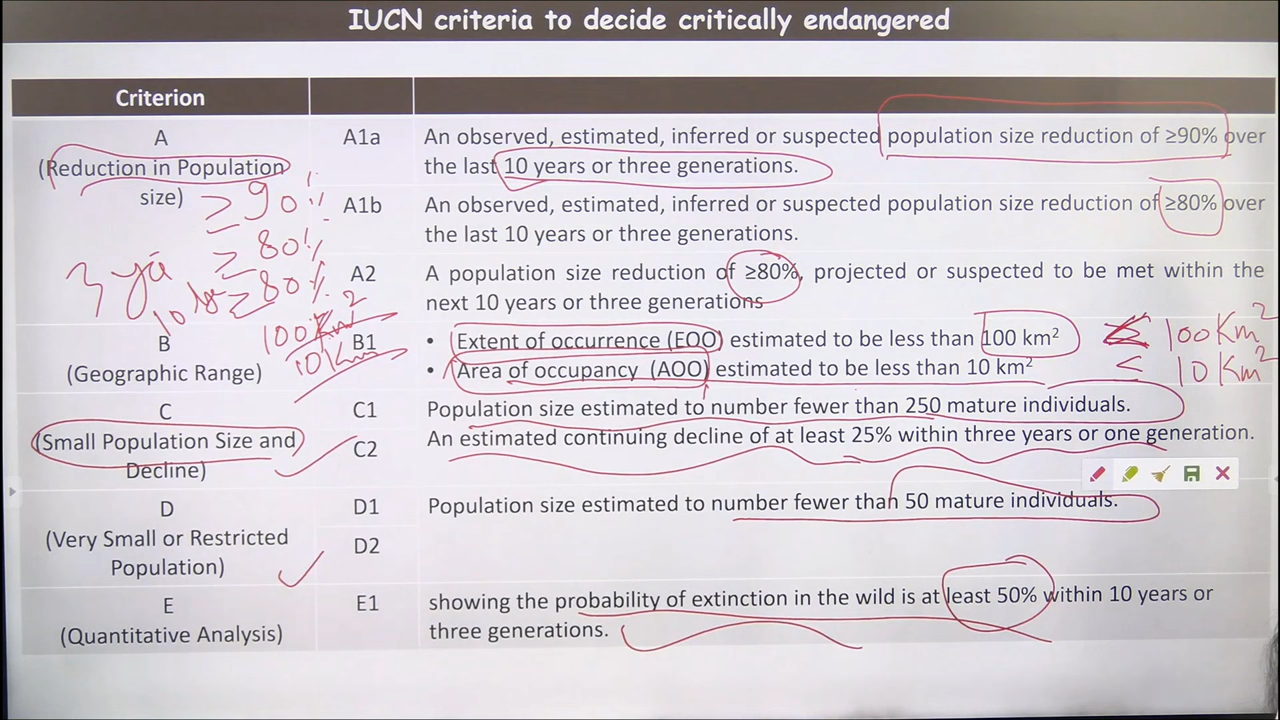 IUCN criteria to decide critically endangered
Criterion
A
(Reduction in Population
size)
A1a
An observed, estimated, inferred or suspected population size reduction of ≥90% over
the last 10 years or three generations.
A1b
An observed, estimated, inferred or suspected population size reduction of ≥80% over
the last 10 years or three generations.
A2
A population size reduction of ≥80%, projected or suspected to be met within the
next 10 years or three generations
≥ 90%
≥ 80%
≥ 80%
3
10
100 Km²
10 Km
B
(Geographic Range)
B1
• Extent of occurrence (EOO) estimated to be less than 100 km²
• Area of occupancy (AOO) estimated to be less than 10 km²
< 100 Km²
< 10 Km²
C
(Small Population Size and
Decline)
C1
Population size estimated to number fewer than 250 mature individuals.
C2
An estimated continuing decline of at least 25% within three years or one generation.
D
(Very Small or Restricted
Population)
D1
Population size estimated to number fewer than 50 mature individuals.
D2
E
(Quantitative Analysis)
E1
showing the probability of extinction in the wild is at least 50% within 10 years or
three generations.